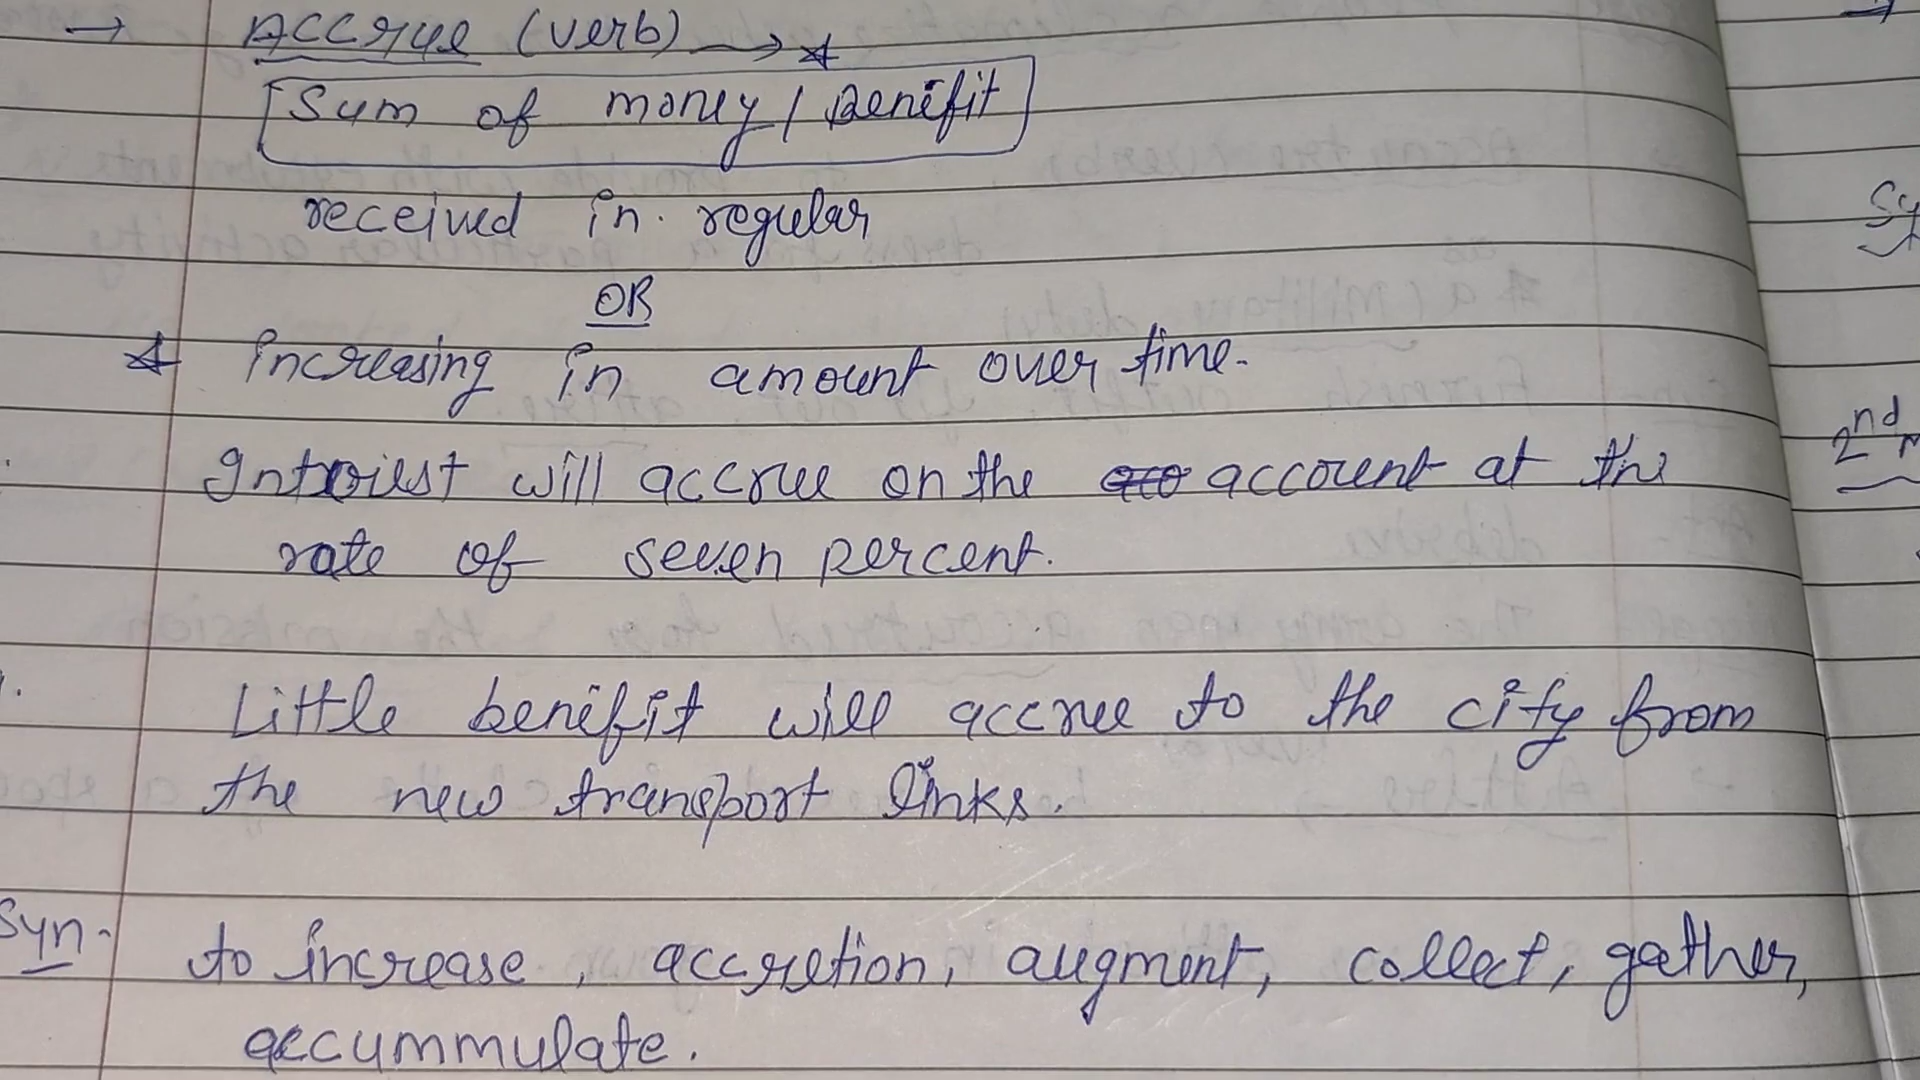 → Accrue (verb) →
[Sum of money / Benefit]
received in regular
OR
increasing in amount over time.
Interest will accrue on the account at the
rate of seven percent.
Little benefit will accrue to the city from
the new transport links.
Syn. to increase, accretion, augment, collect, gather,
accummulate.
2nd